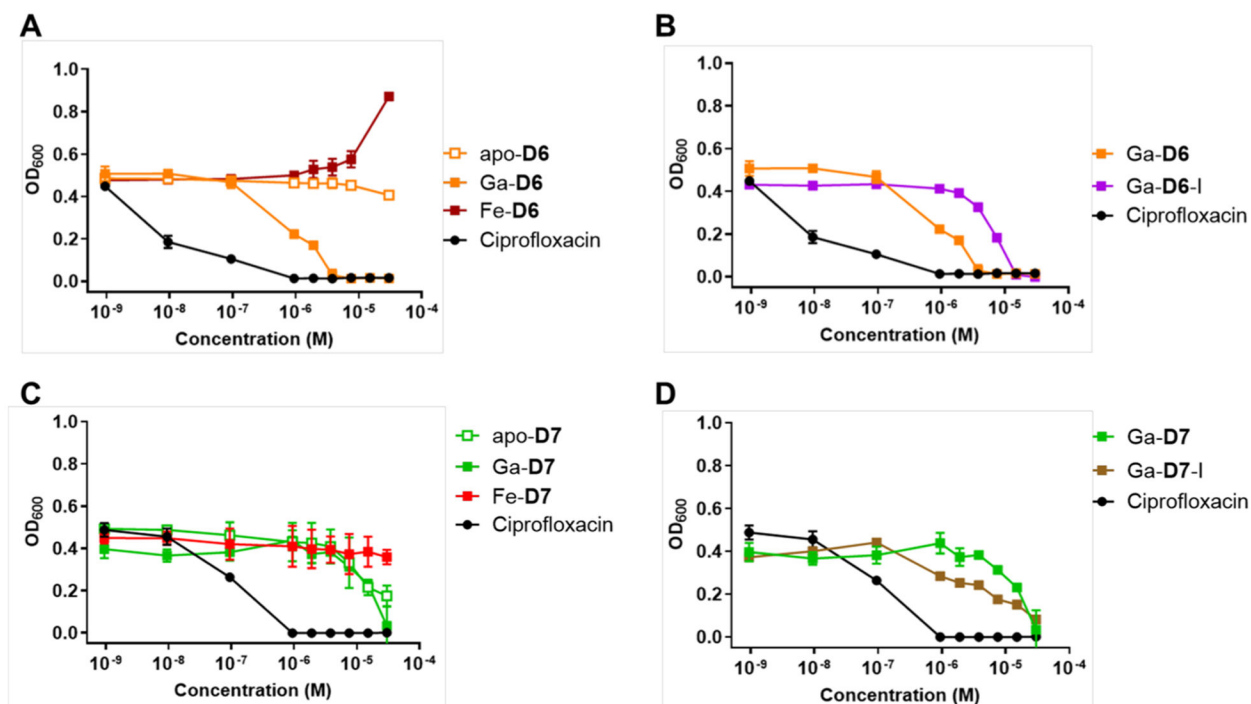 A
OD600
1.0
0.8
0.6
0.4
0.2
0.0
10-9
10-8
10-7
10-6
10-5
10-4
Concentration (M)
apo-D6
Ga-D6
Fe-D6
Ciprofloxacin
B
OD600
1.0
0.8
0.6
0.4
0.2
0.0
10-9
10-8
10-7
10-6
10-5
10-4
Concentration (M)
Ga-D6
Ga-D6-I
Ciprofloxacin
C
OD600
1.0
0.8
0.6
0.4
0.2
0.0
10-9
10-8
10-7
10-6
10-5
10-4
Concentration (M)
apo-D7
Ga-D7
Fe-D7
Ciprofloxacin
D
OD600
1.0
0.8
0.6
0.4
0.2
0.0
10-9
10-8
10-7
10-6
10-5
10-4
Concentration (M)
Ga-D7
Ga-D7-I
Ciprofloxacin